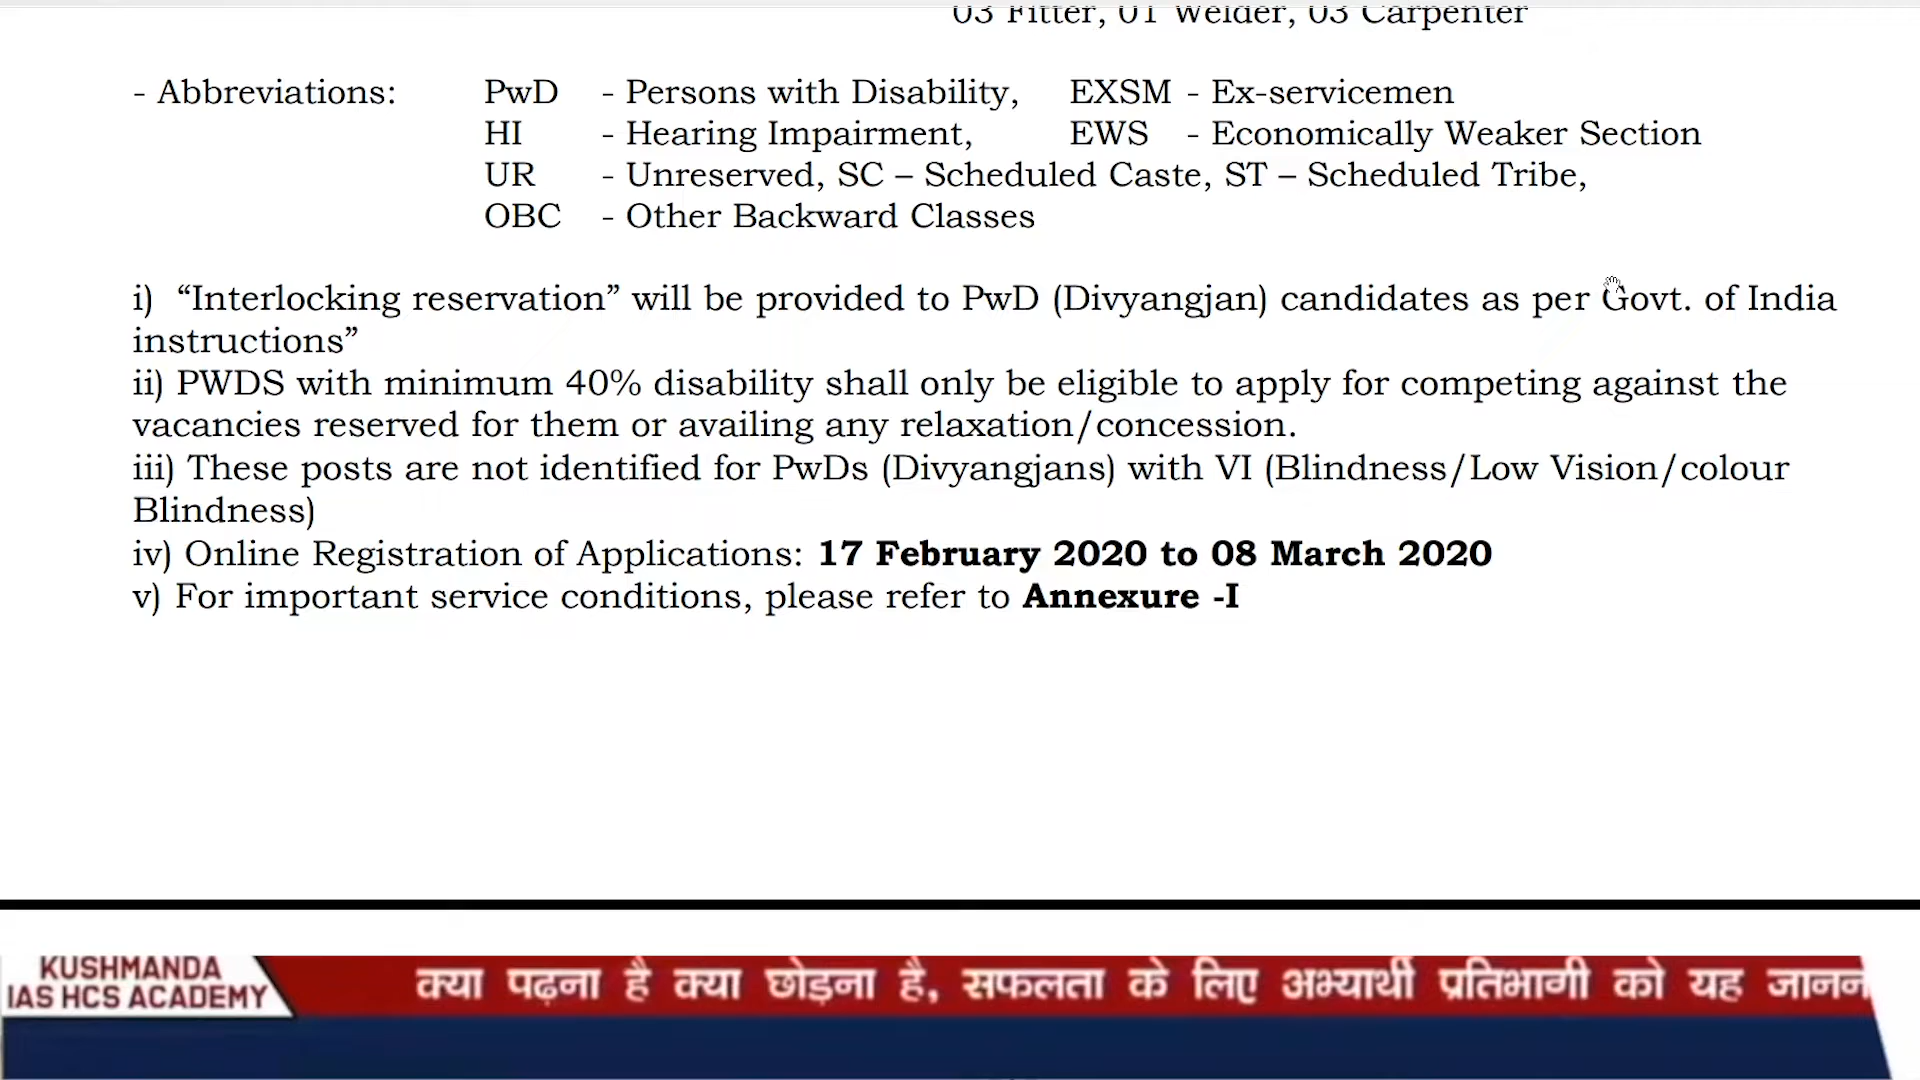 03 Fitter, 01 Welder, 03 Carpenter
- Abbreviations: PwD - Persons with Disability, EXSM - Ex-servicemen
HI - Hearing Impairment, EWS - Economically Weaker Section
UR - Unreserved, SC – Scheduled Caste, ST – Scheduled Tribe,
OBC - Other Backward Classes
i) “Interlocking reservation” will be provided to PwD (Divyangjan) candidates as per Govt. of India
instructions”
ii) PWDS with minimum 40% disability shall only be eligible to apply for competing against the
vacancies reserved for them or availing any relaxation/concession.
iii) These posts are not identified for PwDs (Divyangjans) with VI (Blindness/Low Vision/colour
Blindness)
iv) Online Registration of Applications: 17 February 2020 to 08 March 2020
v) For important service conditions, please refer to Annexure -I
KUSHMANDA
IAS HCS ACADEMY
क्या पढ़ना है क्या छोड़ना है, सफलता के लिए अभ्यार्थी प्रतिभागी को यह जानन